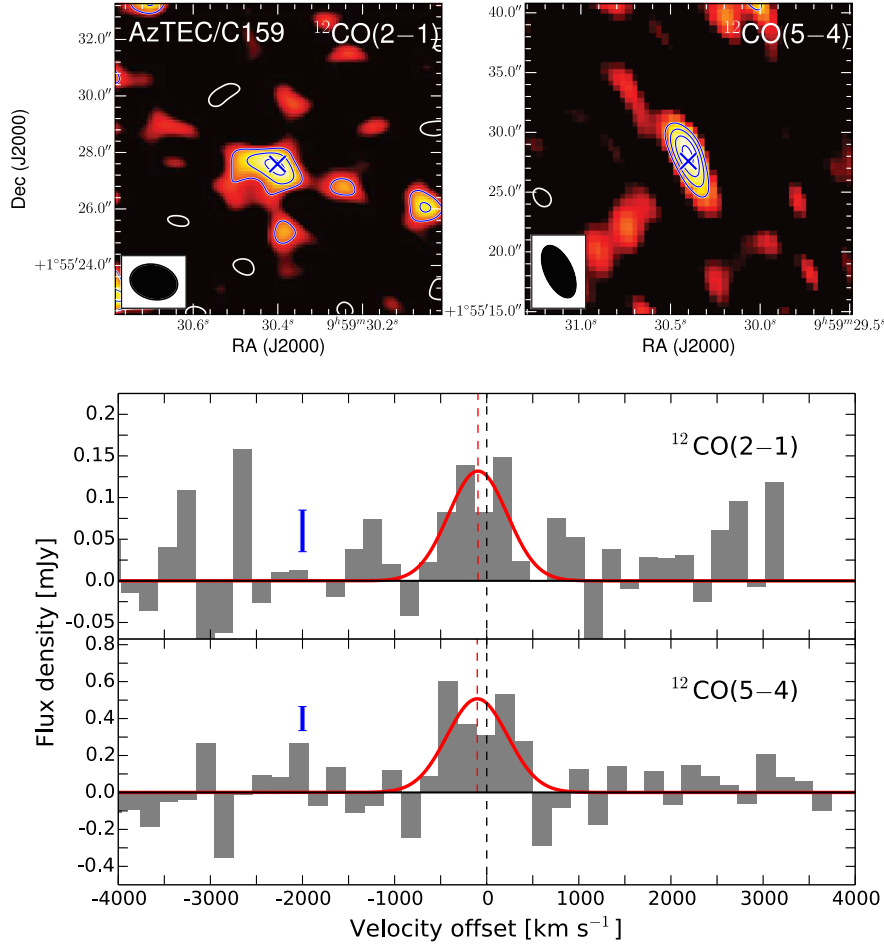 AzTEC/C159 ¹²CO(2−1)
¹²CO(5−4)
Dec (J2000)
30.0″
28.0″
26.0″
+1°55′24.0″
30.6ˢ 30.4ˢ 9ʰ59ᵐ30.2ˢ
RA (J2000)
40.0″
35.0″
30.0″
25.0″
20.0″
+1°55′15.0″
31.0ˢ 30.5ˢ 30.0ˢ 9ʰ59ᵐ29.5ˢ
RA (J2000)
Flux density [mJy]
0.2
0.15
0.1
0.05
0.0
-0.05
¹²CO(2−1)
0.8
0.6
0.4
0.2
0.0
-0.2
-0.4
¹²CO(5−4)
-4000 -3000 -2000 -1000 0 1000 2000 3000 4000
Velocity offset [km s⁻¹]